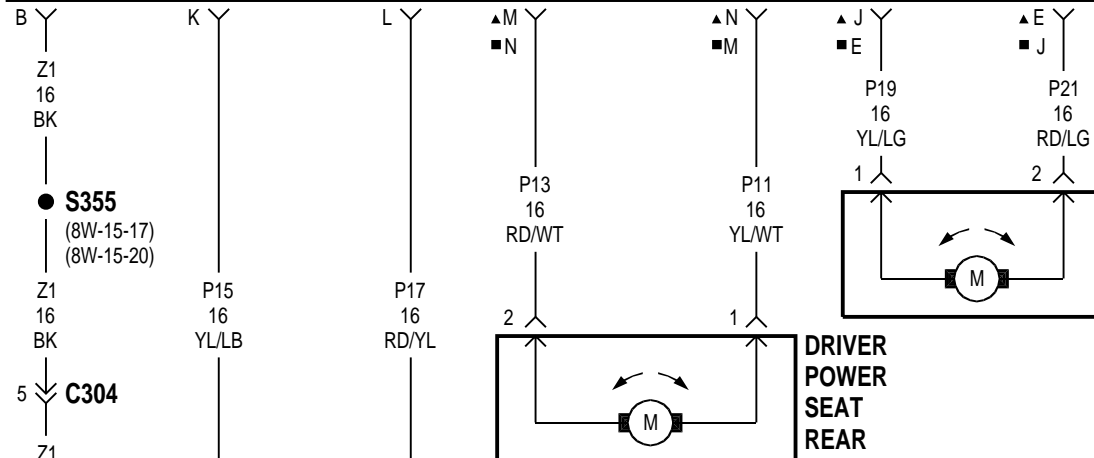 B
K
L
▲M
■N
▲N
■M
▲ J
■ E
▲ E
■ J
Z1
16
BK
P19
16
YL/LG
P21
16
RD/LG
1
2
S355
(8W-15-17)
(8W-15-20)
P13
16
RD/WT
P11
16
YL/WT
M
Z1
16
BK
P15
16
YL/LB
P17
16
RD/YL
2
1
DRIVER
POWER
SEAT
REAR
5
C304
M
Z1